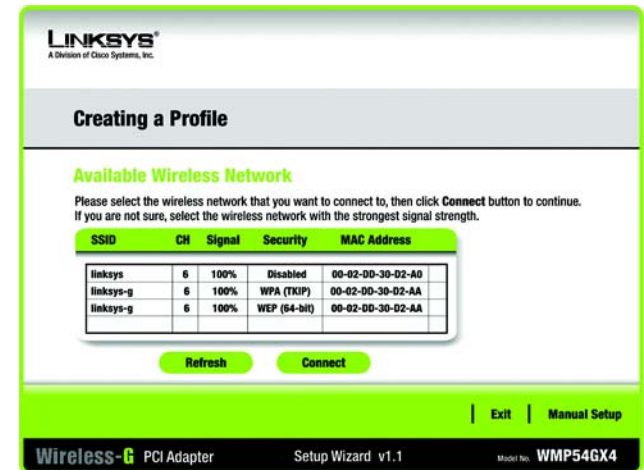 LINKSYS®
A Division of Cisco Systems, Inc.
Creating a Profile
Available Wireless Network
Please select the wireless network that you want to connect to, then click Connect button to continue.
If you are not sure, select the wireless network with the strongest signal strength.
SSID CH Signal Security MAC Address
linksys 6 100% Disabled 00-02-DD-30-D2-A0
linksys-g 6 100% WPA (TKIP) 00-02-DD-30-D2-AA
linksys-g 6 100% WEP (64-bit) 00-02-DD-30-D2-AA
Refresh Connect
Exit Manual Setup
Wireless-G PCI Adapter Setup Wizard v1.1 Model No. WMP54GX4